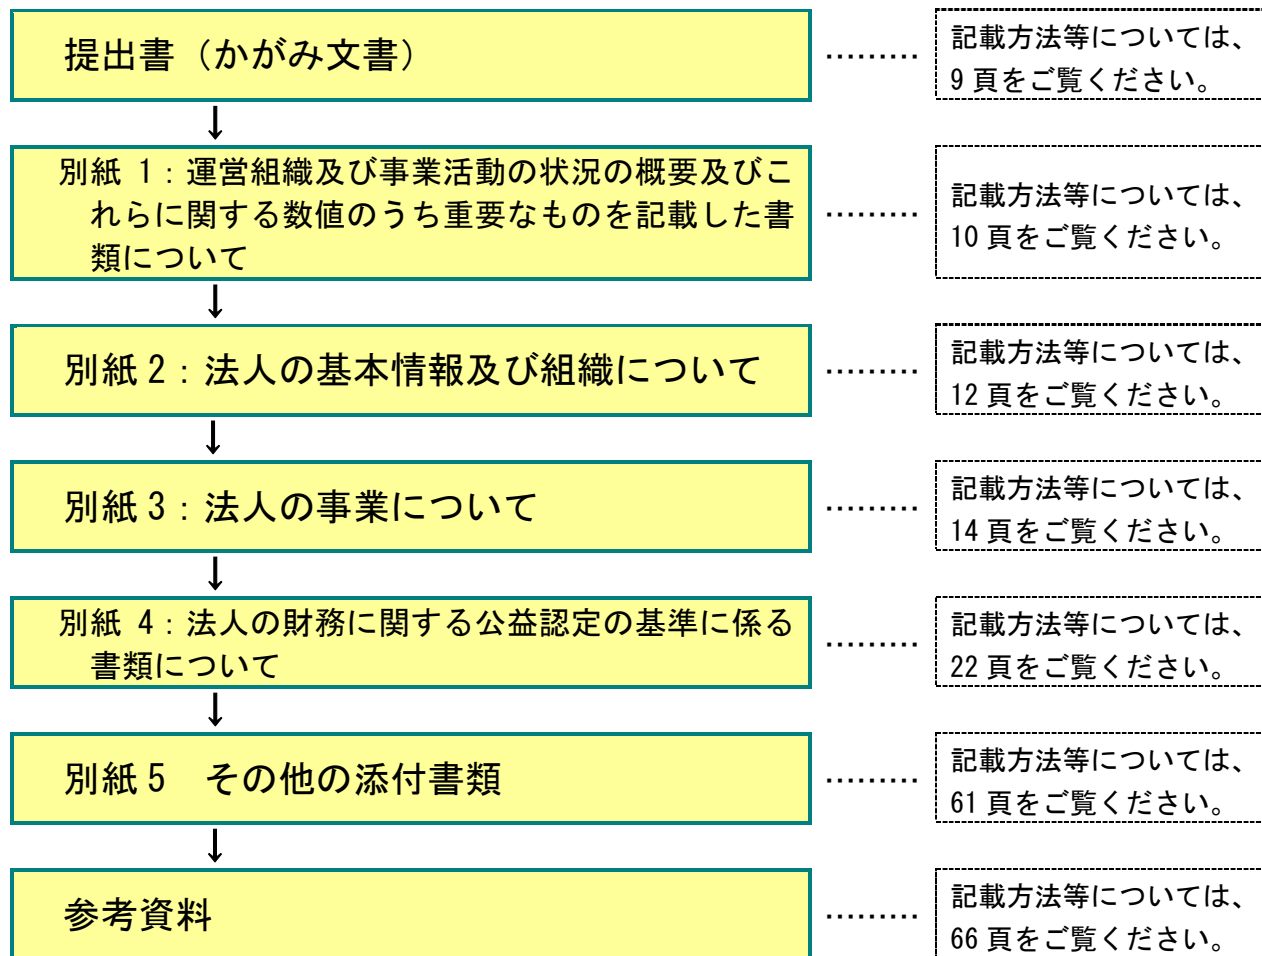 提出書（かがみ文書）
………
記載方法等については、
9 頁をご覧ください。
↓
別紙 1：運営組織及び事業活動の状況の概要及びこ
れらに関する数値のうち重要なものを記載した書
類について
………
記載方法等については、
10 頁をご覧ください。
↓
別紙 2：法人の基本情報及び組織について
………
記載方法等については、
12 頁をご覧ください。
↓
別紙 3：法人の事業について
………
記載方法等については、
14 頁をご覧ください。
↓
別紙 4：法人の財務に関する公益認定の基準に係る
書類について
………
記載方法等については、
22 頁をご覧ください。
↓
別紙 5　その他の添付書類
………
記載方法等については、
61 頁をご覧ください。
↓
参考資料
………
記載方法等については、
66 頁をご覧ください。